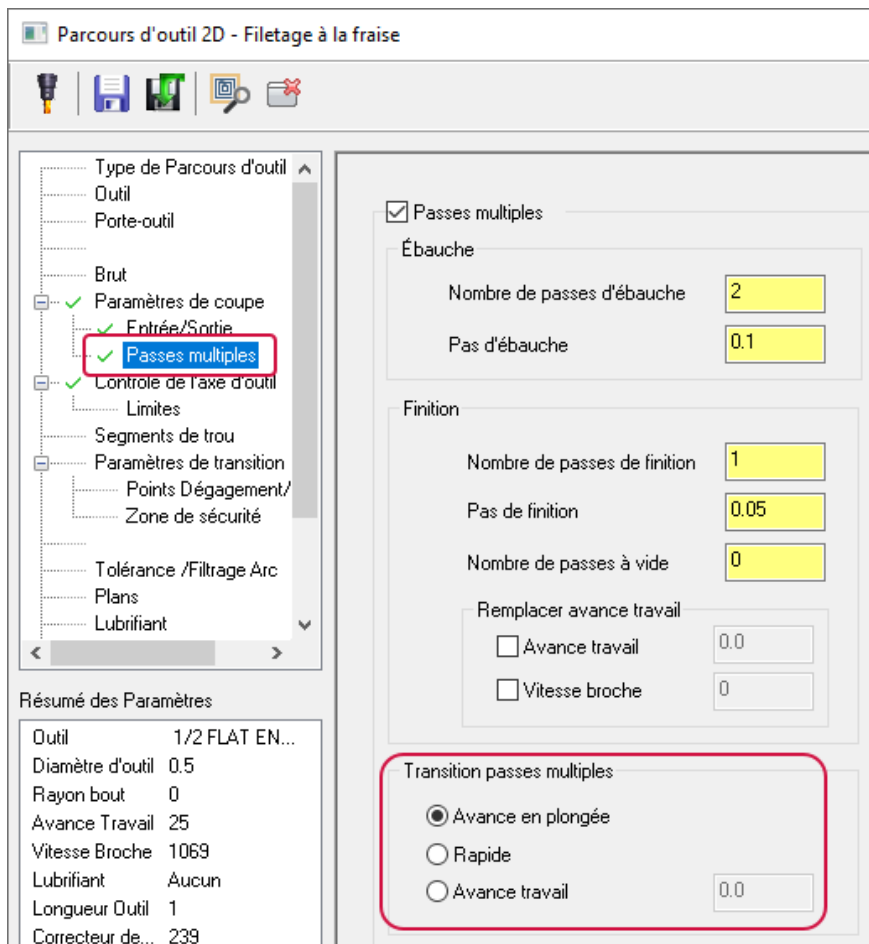 Parcours d'outil 2D - Filetage à la fraise
Type de Parcours d'outil
Outil
Porte-outil
Brut
Paramètres de coupe
Entrée/Sortie
Passes multiples
Contrôle de l'axe d'outil
Limites
Segments de trou
Paramètres de transition
Points Dégagement/
Zone de sécurité
Tolérance /Filtrage Arc
Plans
Lubrifiant
Résumé des Paramètres
Outil 1/2 FLAT EN...
Diamètre d'outil 0.5
Rayon bout 0
Avance Travail 25
Vitesse Broche 1069
Lubrifiant Aucun
Longueur Outil 1
Correcteur de... 239
Passes multiples
Ébauche
Nombre de passes d'ébauche 2
Pas d'ébauche 0.1
Finition
Nombre de passes de finition 1
Pas de finition 0.05
Nombre de passes à vide 0
Remplacer avance travail
Avance travail 0.0
Vitesse broche 0
Transition passes multiples
Avance en plongée
Rapide
Avance travail 0.0